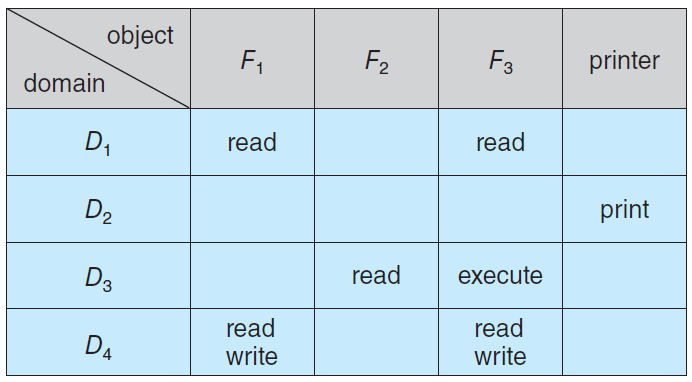 object
domain
F₁ F₂ F₃ printer
D₁ read read
D₂ print
D₃ read execute
D₄ read write read write